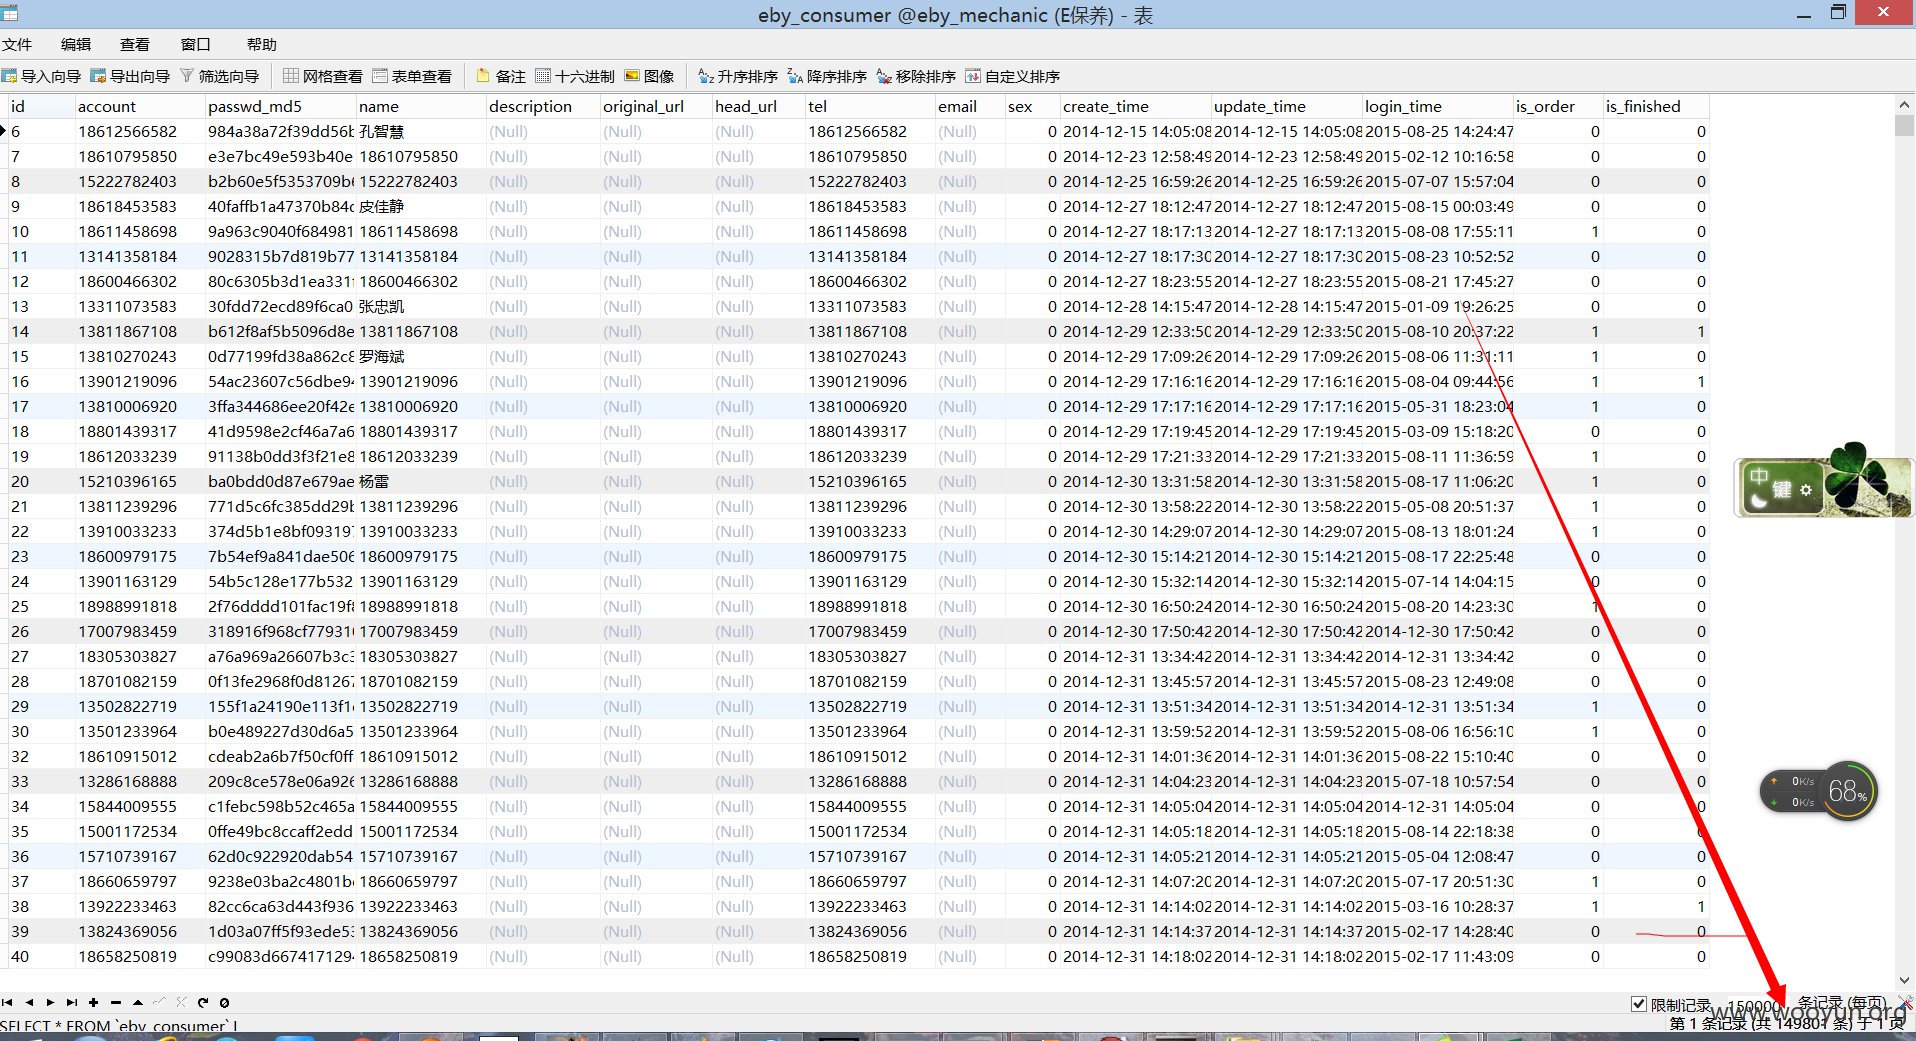 eby_consumer @eby_mechanic (E保养) - 表
文件 编辑 查看 窗口 帮助
导入向导 导出向导 筛选向导 网格查看 表单查看 备注 十六进制 图像 升序排序 降序排序 移除排序 自定义排序
id account passwd_md5 name description original_url head_url tel email sex create_time update_time login_time is_order is_finished
6 18612566582 984a38a72f39dd56b 孔智慧 (Null) (Null) (Null) 18612566582 (Null) 0 2014-12-15 14:05:08 2014-12-15 14:05:08 2015-08-25 14:24:47 0 0
7 18610795850 e3e7bc49e593b40e 18610795850 (Null) (Null) (Null) 18610795850 (Null) 0 2014-12-23 12:58:49 2014-12-23 12:58:49 2015-02-12 10:16:58 0 0
8 15222782403 b2b60e5f5353709b6 15222782403 (Null) (Null) (Null) 15222782403 (Null) 0 2014-12-25 16:59:26 2014-12-25 16:59:26 2015-07-07 15:57:04 0 0
9 18618453583 40faffb1a47370b84c 皮佳静 (Null) (Null) (Null) 18618453583 (Null) 0 2014-12-27 18:12:47 2014-12-27 18:12:47 2015-08-15 00:03:49 0 0
10 18611458698 9a963c9040f684981 18611458698 (Null) (Null) (Null) 18611458698 (Null) 0 2014-12-27 18:17:13 2014-12-27 18:17:13 2015-08-08 17:55:11 1 0
11 13141358184 9028315b7d819b77 13141358184 (Null) (Null) (Null) 13141358184 (Null) 0 2014-12-27 18:17:30 2014-12-27 18:17:30 2015-08-23 10:52:52 0 0
12 18600466302 80c6305b3d1ea331f 18600466302 (Null) (Null) (Null) 18600466302 (Null) 0 2014-12-27 18:23:55 2014-12-27 18:23:55 2015-08-21 17:45:27 0 0
13 13311073583 30fdd72ecd89f6ca0 张忠凯 (Null) (Null) (Null) 13311073583 (Null) 0 2014-12-28 14:15:47 2014-12-28 14:15:47 2015-01-09 19:26:25 0 0
14 13811867108 b612f8af5b5096d8e 13811867108 (Null) (Null) (Null) 13811867108 (Null) 0 2014-12-29 12:33:50 2014-12-29 12:33:50 2015-08-10 20:37:22 1 1
15 13810270243 0d77199fd38a862c8 罗海斌 (Null) (Null) (Null) 13810270243 (Null) 0 2014-12-29 17:09:26 2014-12-29 17:09:26 2015-08-06 11:31:11 1 0
16 13901219096 54ac23607c56dbe94 13901219096 (Null) (Null) (Null) 13901219096 (Null) 0 2014-12-29 17:16:16 2014-12-29 17:16:16 2015-08-04 09:44:56 1 1
17 13810006920 3ffa344686ee20f42e 13810006920 (Null) (Null) (Null) 13810006920 (Null) 0 2014-12-29 17:17:16 2014-12-29 17:17:16 2015-05-31 18:23:04 1 0
18 18801439317 41d9598e2cf46a7a6 18801439317 (Null) (Null) (Null) 18801439317 (Null) 0 2014-12-29 17:19:45 2014-12-29 17:19:45 2015-03-09 15:18:20 0 0
19 18612033239 91138b0dd3f3f21e8 18612033239 (Null) (Null) (Null) 18612033239 (Null) 0 2014-12-29 17:21:33 2014-12-29 17:21:33 2015-08-11 11:36:59 1 0
20 15210396165 ba0bdd0d87e679ae 杨雷 (Null) (Null) (Null) 15210396165 (Null) 0 2014-12-30 13:31:58 2014-12-30 13:31:58 2015-08-17 11:06:20 1 0
21 13811239296 771d5c6fc385dd29b 13811239296 (Null) (Null) (Null) 13811239296 (Null) 0 2014-12-30 13:58:22 2014-12-30 13:58:22 2015-05-08 20:51:37 1 0
22 13910033233 374d5b1e8bf093197 13910033233 (Null) (Null) (Null) 13910033233 (Null) 0 2014-12-30 14:29:07 2014-12-30 14:29:07 2015-08-13 18:01:24 1 0
23 18600979175 7b54ef9a841dae506 18600979175 (Null) (Null) (Null) 18600979175 (Null) 0 2014-12-30 15:14:21 2014-12-30 15:14:21 2015-08-17 22:25:48 0 0
24 13901163129 54b5c128e177b532 13901163129 (Null) (Null) (Null) 13901163129 (Null) 0 2014-12-30 15:32:14 2014-12-30 15:32:14 2015-07-14 14:04:15 0 0
25 18988991818 2f76dddd101fac19f8 18988991818 (Null) (Null) (Null) 18988991818 (Null) 0 2014-12-30 16:50:24 2014-12-30 16:50:24 2015-08-20 14:23:30 1 0
26 17007983459 318916f968cf77931 17007983459 (Null) (Null) (Null) 17007983459 (Null) 0 2014-12-30 17:50:42 2014-12-30 17:50:42 2014-12-30 17:50:42 0 0
27 18305303827 a76a969a26607b3c3 18305303827 (Null) (Null) (Null) 18305303827 (Null) 0 2014-12-31 13:34:42 2014-12-31 13:34:42 2014-12-31 13:34:42 0 0
28 18701082159 0f13fe2968f0d81267 18701082159 (Null) (Null) (Null) 18701082159 (Null) 0 2014-12-31 13:45:57 2014-12-31 13:45:57 2015-08-23 12:49:08 0 0
29 13502822719 155f1a24190e113f1 13502822719 (Null) (Null) (Null) 13502822719 (Null) 0 2014-12-31 13:51:34 2014-12-31 13:51:34 2014-12-31 13:51:34 1 0
30 13501233964 b0e489227d30d6a5 13501233964 (Null) (Null) (Null) 13501233964 (Null) 0 2014-12-31 13:59:52 2014-12-31 13:59:52 2015-08-06 16:56:10 1 0
32 18610915012 cdeab2a6b7f50cf0ff 18610915012 (Null) (Null) (Null) 18610915012 (Null) 0 2014-12-31 14:01:36 2014-12-31 14:01:36 2015-08-22 15:10:40 0 0
33 13286168888 209c8ce578e06a926 13286168888 (Null) (Null) (Null) 13286168888 (Null) 0 2014-12-31 14:04:23 2014-12-31 14:04:23 2015-07-18 10:57:54 0 0
34 15844009555 c1febc598b52c465a 15844009555 (Null) (Null) (Null) 15844009555 (Null) 0 2014-12-31 14:05:04 2014-12-31 14:05:04 2014-12-31 14:05:04 0 0
35 15001172534 0ffe49bc8ccaff2edd 15001172534 (Null) (Null) (Null) 15001172534 (Null) 0 2014-12-31 14:05:18 2014-12-31 14:05:18 2015-08-14 22:18:38 0 0
36 15710739167 62d0c922920dab54 15710739167 (Null) (Null) (Null) 15710739167 (Null) 0 2014-12-31 14:05:21 2014-12-31 14:05:21 2015-05-04 12:08:47 0 0
37 18660659797 9238e03ba2c4801b 18660659797 (Null) (Null) (Null) 18660659797 (Null) 0 2014-12-31 14:07:20 2014-12-31 14:07:20 2015-07-17 20:51:30 1 0
38 13922233463 82cc6ca63d443f936 13922233463 (Null) (Null) (Null) 13922233463 (Null) 0 2014-12-31 14:14:02 2014-12-31 14:14:02 2015-03-16 10:28:37 1 1
39 13824369056 1d03a07ff5f93ede53 13824369056 (Null) (Null) (Null) 13824369056 (Null) 0 2014-12-31 14:14:37 2014-12-31 14:14:37 2015-02-17 14:28:40 0 0
40 18658250819 c99083d667417129 18658250819 (Null) (Null) (Null) 18658250819 (Null) 0 2014-12-31 14:18:02 2014-12-31 14:18:02 2015-02-17 11:43:09 0 0
中
键
0K/s
0K/s
68%
限制记录 150000 条记录 (每页)
www.wooyun.org
SELECT * FROM `eby_consumer` L
第 1 条记录 (共 149801 条) 于 1 页